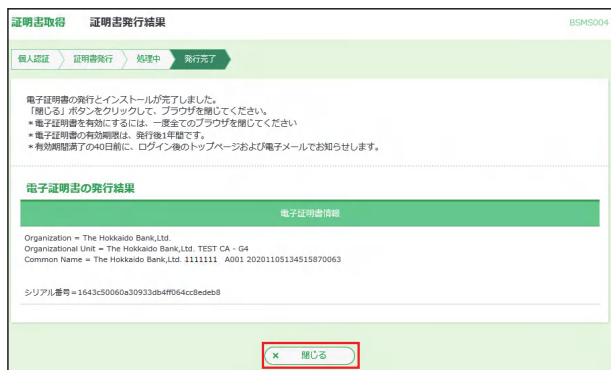 証明書取得 証明書発行結果 BSMS004
個人認証 証明書発行 処理中 発行完了
電子証明書の発行とインストールが完了しました。
「閉じる」ボタンをクリックして、ブラウザを閉じてください。
＊電子証明書を有効にするには、一度全てのブラウザを閉じてください
＊電子証明書の有効期限は、発行後1年間です。
＊有効期間満了の40日前に、ログイン後のトップページおよび電子メールでお知らせします。
電子証明書の発行結果
電子証明書情報
Organization = The Hokkaido Bank,Ltd.
Organizational Unit = The Hokkaido Bank,Ltd. TEST CA - G4
Common Name = The Hokkaido Bank,Ltd. 1111111 A001 20201105134515870063
シリアル番号=1643c50060a30933db4ff064cc8edeb8
× 閉じる